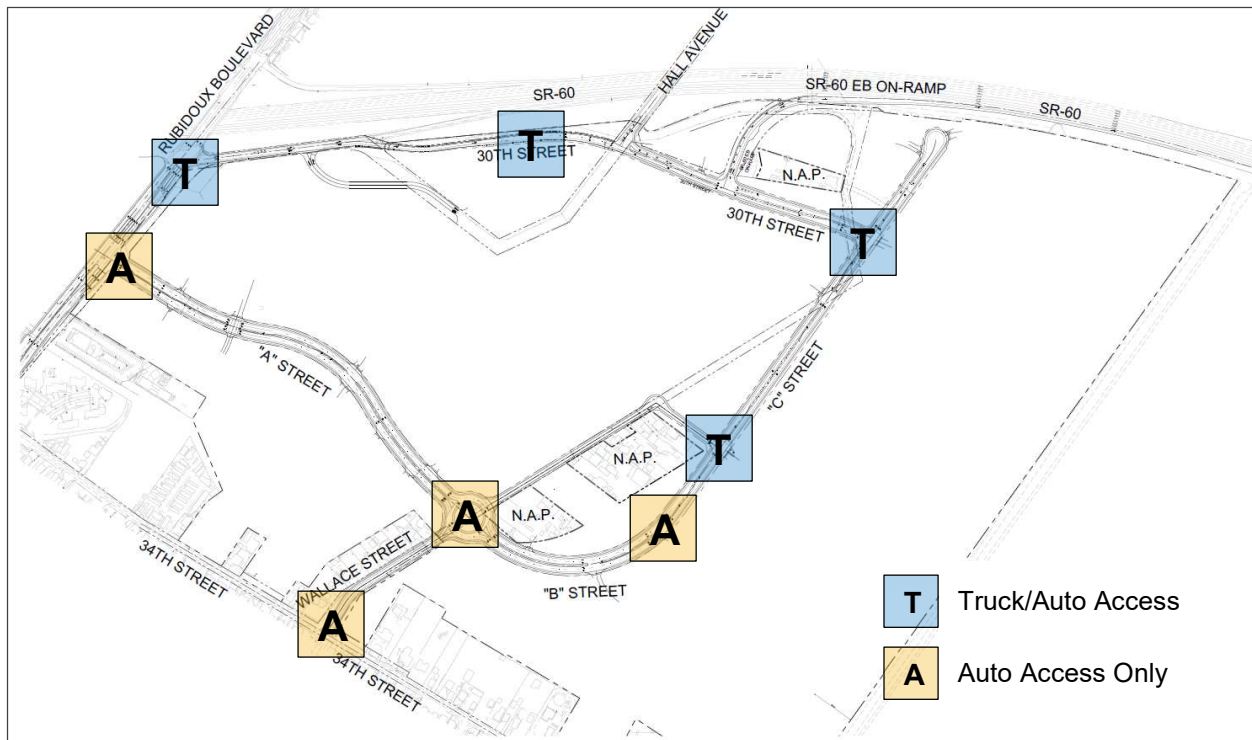 RUBIDOUX BOULEVARD
HALL AVENUE
SR-60
SR-60 EB ON-RAMP
SR-60
T
T
30TH STREET
N.A.P.
30TH STREET
T
A
"A" STREET
"C" STREET
T
N.A.P.
A
N.A.P.
A
WALLACE STREET
34TH STREET
"B" STREET
A
34TH STREET
T Truck/Auto Access
A Auto Access Only